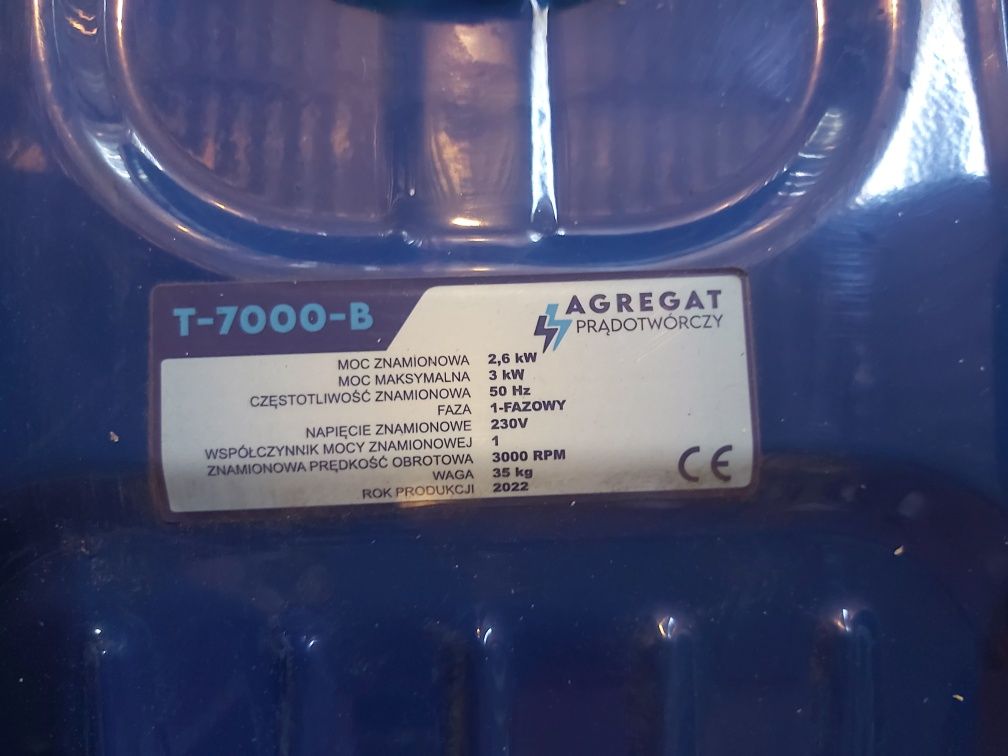 T-7000-B
AGREGAT
PRĄDOTWÓRCZY
MOC ZNAMIONOWA 2,6 kW
MOC MAKSYMALNA 3 kW
CZĘSTOTLIWOŚĆ ZNAMIONOWA 50 Hz
FAZA 1-FAZOWY
NAPIĘCIE ZNAMIONOWE 230V
WSPÓŁCZYNNIK MOCY ZNAMIONOWEJ 1
ZNAMIONOWA PRĘDKOŚĆ OBROTOWA 3000 RPM
WAGA 35 kg
ROK PRODUKCJI 2022
CE